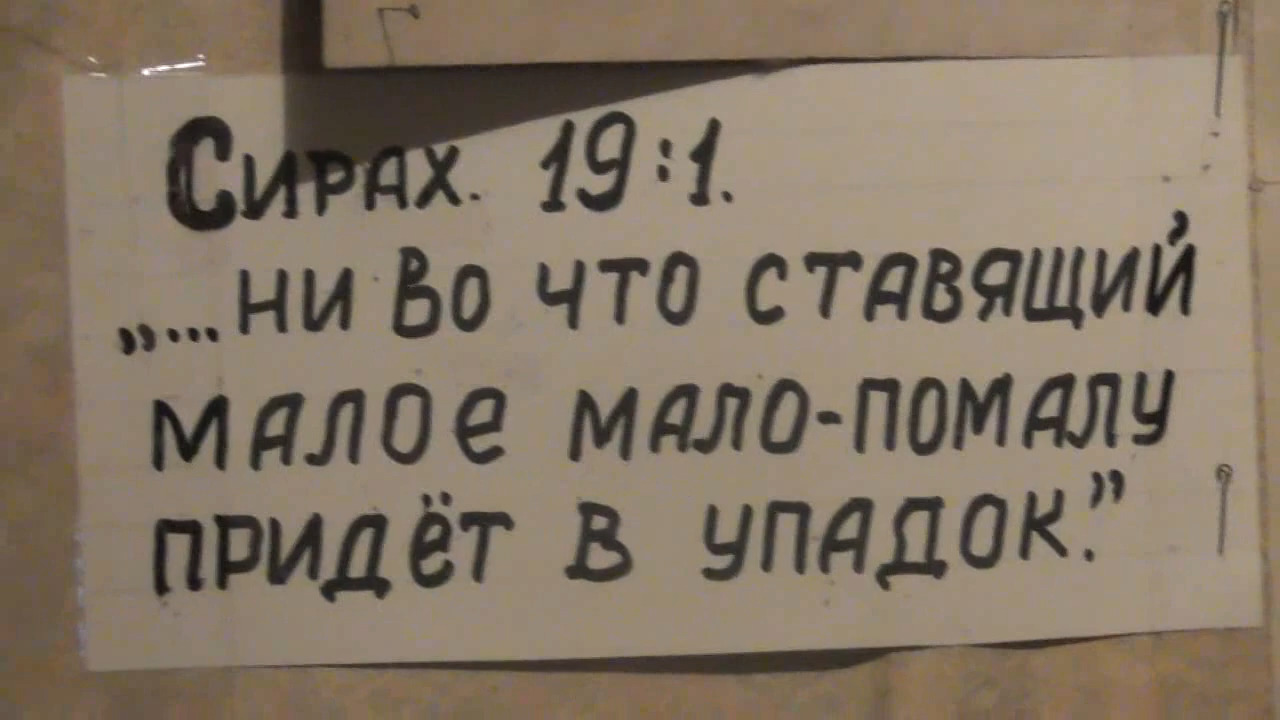 Сирах. 19:1.
„...ни во что ставящий
малое мало-помалу
придёт в упадок.”